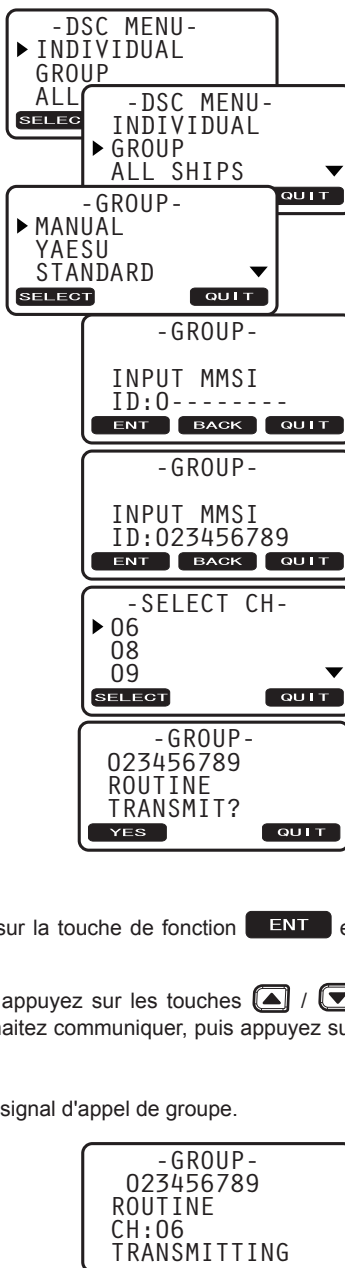 -DSC MENU-
INDIVIDUAL
GROUP
ALL
-DSC MENU-
INDIVIDUAL
GROUP
ALL SHIPS
QUIT
-GROUP-
MANUAL
YAESU
STANDARD
SELECT QUIT
-GROUP-
INPUT MMSI
ID:0--------
ENT BACK QUIT
-GROUP-
INPUT MMSI
ID:023456789
ENT BACK QUIT
-SELECT CH-
06
08
09
SELECT QUIT
-GROUP-
023456789
ROUTINE
TRANSMIT?
YES QUIT
sur la touche de fonction ENT
appuyez sur les touches ▲ / ▼
haitez communiquer, puis appuyez su
signal d'appel de groupe.
-GROUP-
023456789
ROUTINE
CH:06
TRANSMITTING